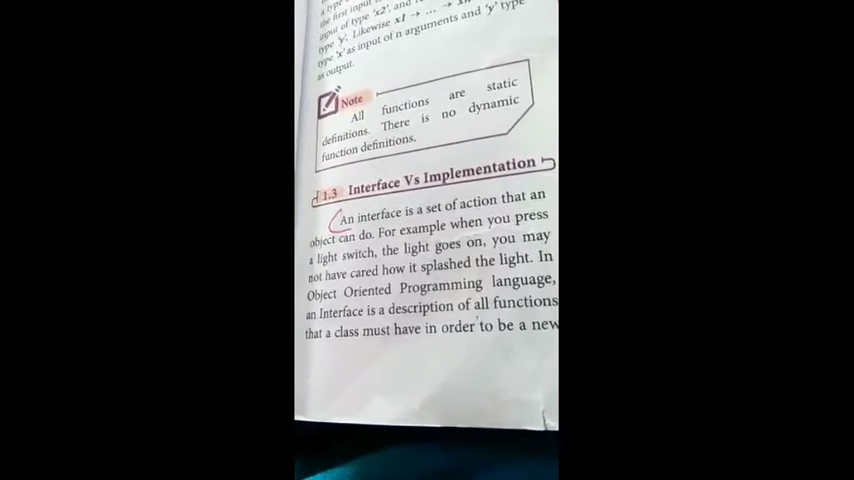 a type
the first input
input of type 'x2', and
type 'y'. Likewise x1 → ... →
type 'x' as input of n arguments and 'y' type
as output.
Note
All functions are static
definitions. There is no dynamic
function definitions.
1.3 Interface Vs Implementation
An interface is a set of action that an
object can do. For example when you press
a light switch, the light goes on, you may
not have cared how it splashed the light. In
Object Oriented Programming language,
an Interface is a description of all functions
that a class must have in order to be a new